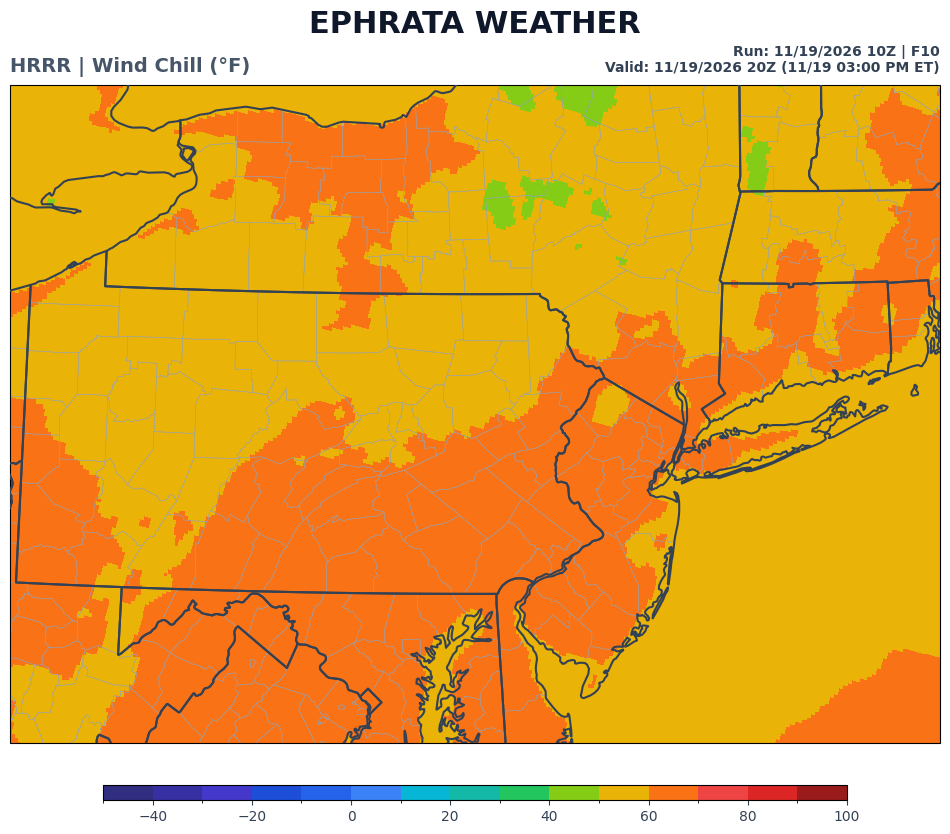 EPHRATA WEATHER
HRRR | Wind Chill (°F)
Run: 11/19/2026 10Z | F10
Valid: 11/19/2026 20Z (11/19 03:00 PM ET)
−40 −20 0 20 40 60 80 100